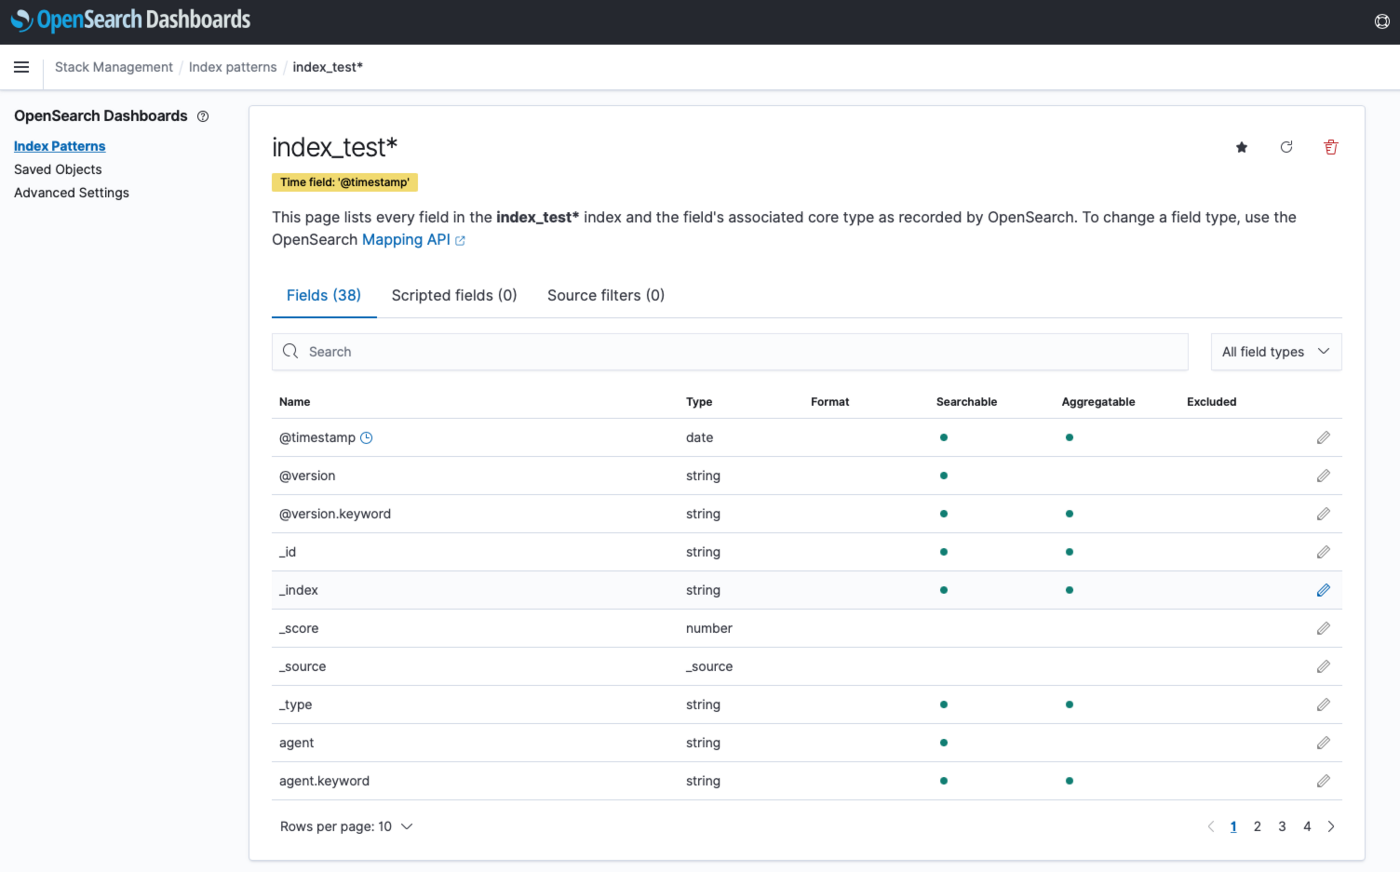 OpenSearch Dashboards
Stack Management / Index patterns / index_test*
OpenSearch Dashboards
Index Patterns
Saved Objects
Advanced Settings
index_test*
Time field: '@timestamp'
This page lists every field in the index_test* index and the field's associated core type as recorded by OpenSearch. To change a field type, use the
OpenSearch Mapping API
Fields (38) Scripted fields (0) Source filters (0)
Search All field types
Name Type Format Searchable Aggregatable Excluded
@timestamp date
@version string
@version.keyword string
_id string
_index string
_score number
_source _source
_type string
agent string
agent.keyword string
Rows per page: 10 1 2 3 4